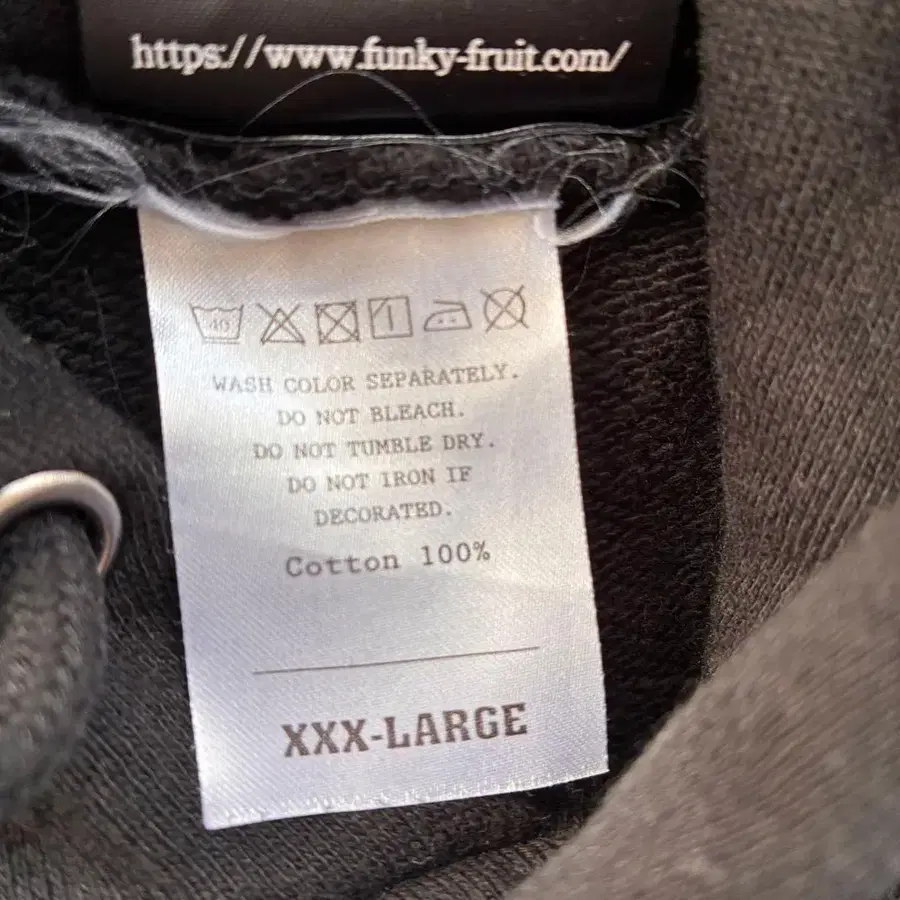 https://www.funky-fruit.com/
40
WASH COLOR SEPARATELY.
DO NOT BLEACH.
DO NOT TUMBLE DRY.
DO NOT IRON IF
DECORATED.
Cotton 100%
XXX-LARGE